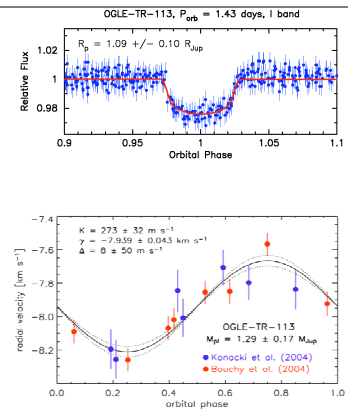 OGLE-TR-113, P_orb = 1.43 days, I band
R_p = 1.09 +/- 0.10 R_Jup
Relative Flux
1.02
1
0.98
0.9 0.95 1 1.05 1.1
Orbital Phase
K = 273 ± 32 m s⁻¹
γ = -7.939 ± 0.043 km s⁻¹
Δ = 8 ± 50 m s⁻¹
radial velocity [km s⁻¹]
-7.4
-7.6
-7.8
-8.0
-8.2
OGLE-TR-113
M_pl = 1.29 ± 0.17 M_Jup
Konacki et al. (2004)
Bouchy et al. (2004)
0.0 0.2 0.4 0.6 0.8 1.0
orbital phase